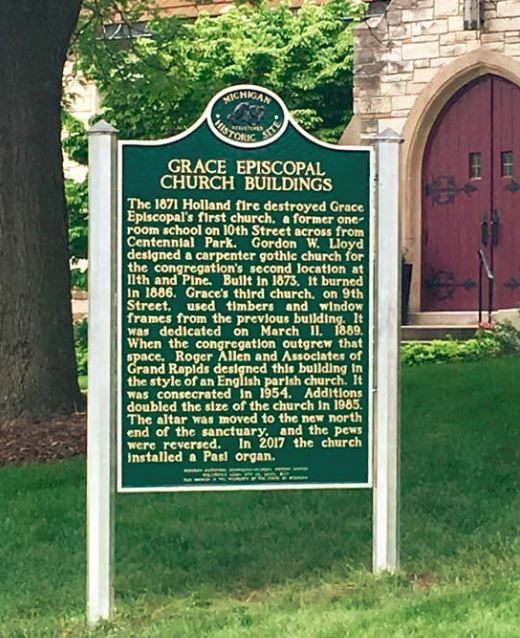 MICHIGAN
REGISTERED
HISTORIC SITE
GRACE EPISCOPAL
CHURCH BUILDINGS
The 1871 Holland fire destroyed Grace
Episcopal's first church, a former one-
room school on 10th Street across from
Centennial Park. Gordon W. Lloyd
designed a carpenter gothic church for
the congregation's second location at
11th and Pine. Built in 1873, it burned
in 1886. Grace's third church, on 9th
Street, used timbers and window
frames from the previous building. It
was dedicated on March 11, 1889.
When the congregation outgrew that
space, Roger Allen and Associates of
Grand Rapids designed this building in
the style of an English parish church. It
was consecrated in 1954. Additions
doubled the size of the church in 1985.
The altar was moved to the new north
end of the sanctuary, and the pews
were reversed. In 2017 the church
installed a Pasi organ.